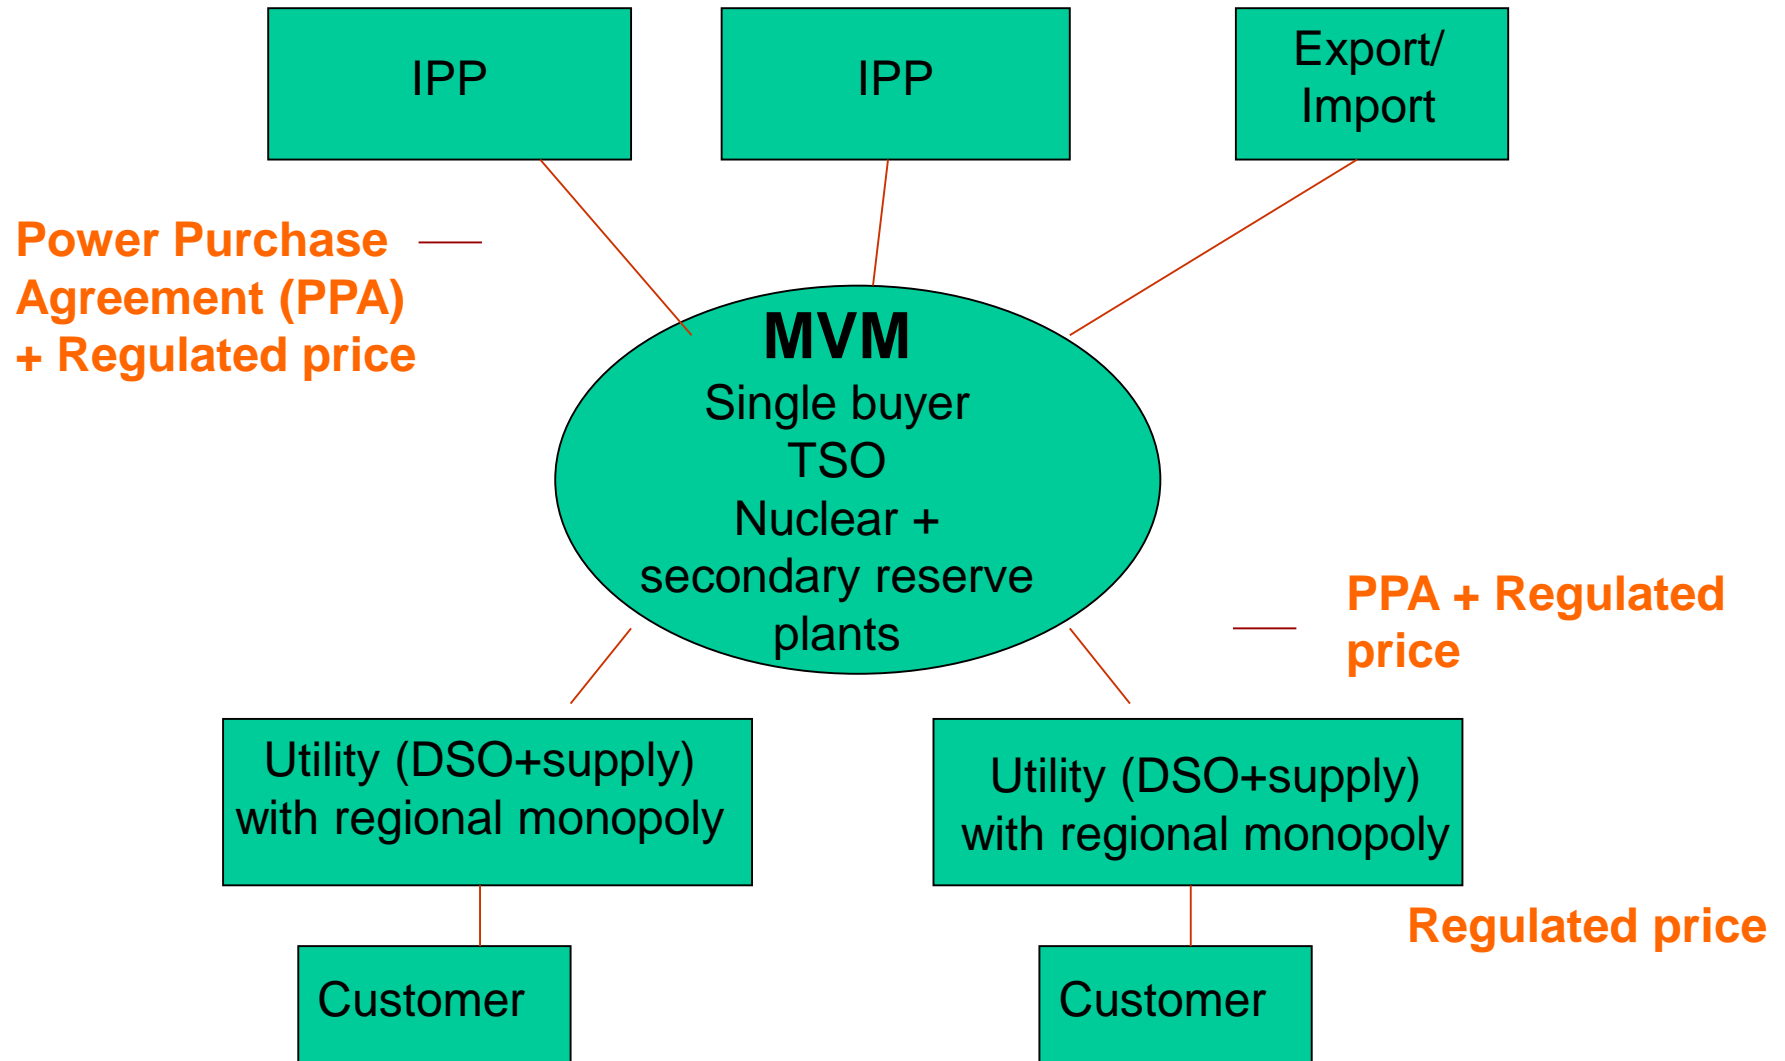 IPP
IPP
Export/
Import
Power Purchase
Agreement (PPA)
+ Regulated price
MVM
Single buyer
TSO
Nuclear +
secondary reserve
plants
PPA + Regulated
price
Utility (DSO+supply)
with regional monopoly
Utility (DSO+supply)
with regional monopoly
Regulated price
Customer
Customer